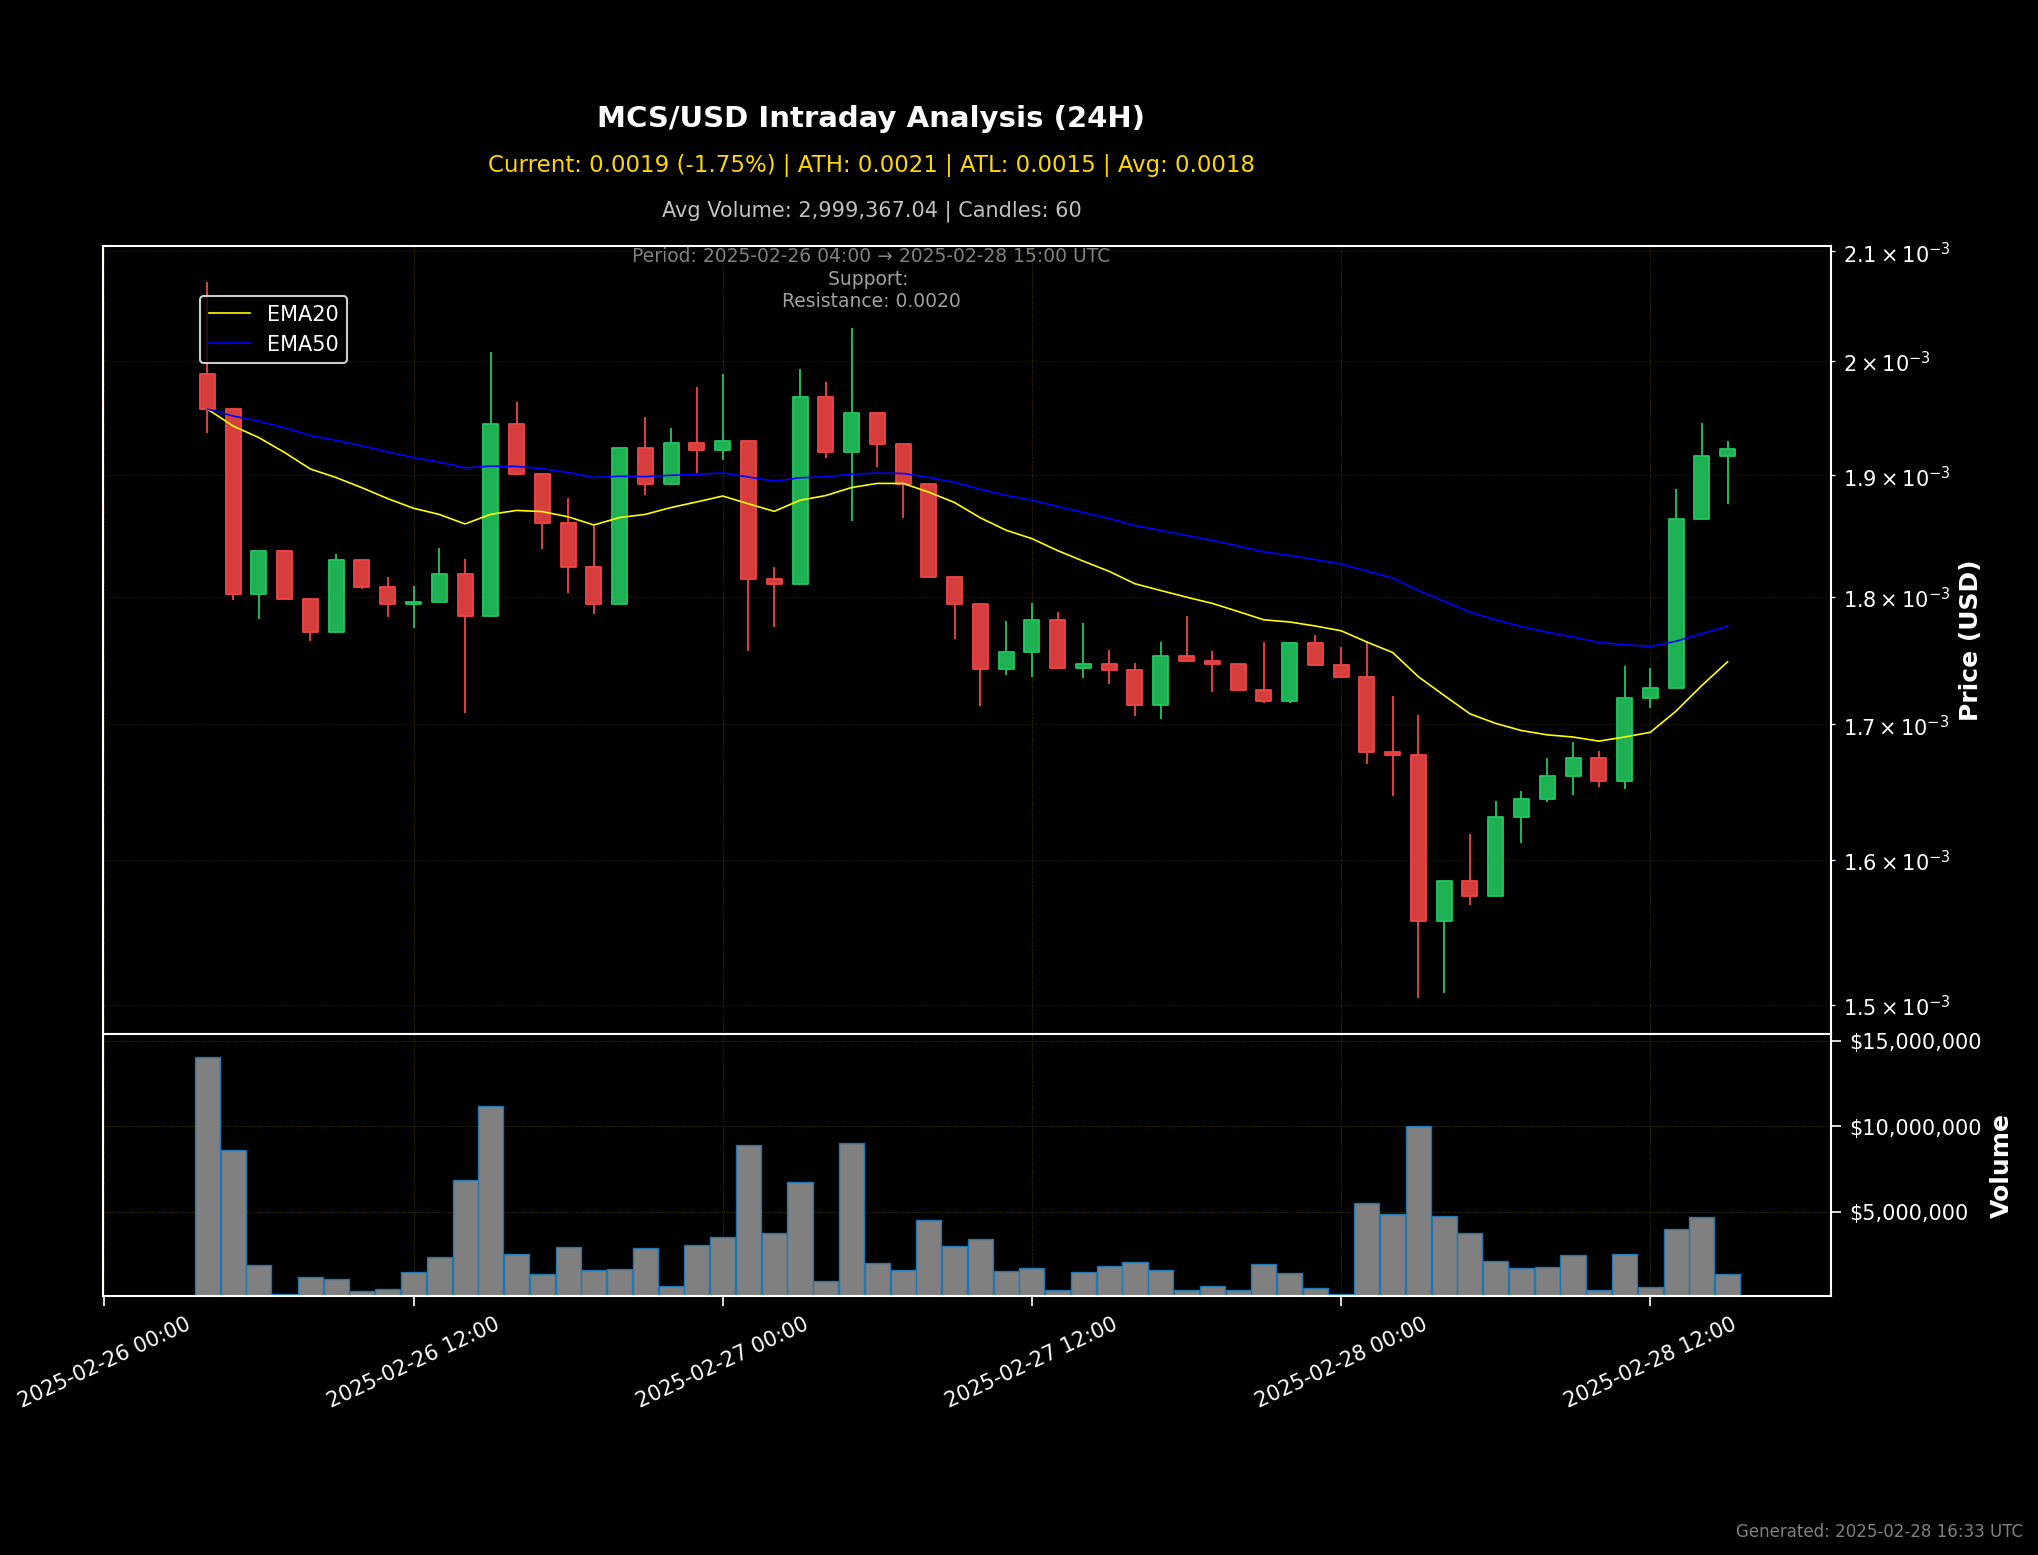 MCS/USD Intraday Analysis (24H)
Current: 0.0019 (-1.75%) | ATH: 0.0021 | ATL: 0.0015 | Avg: 0.0018
Avg Volume: 2,999,367.04 | Candles: 60
Period: 2025-02-26 04:00 → 2025-02-28 15:00 UTC
Support:
Resistance: 0.0020
EMA20
EMA50
2.1 × 10⁻³
2 × 10⁻³
1.9 × 10⁻³
1.8 × 10⁻³
1.7 × 10⁻³
1.6 × 10⁻³
1.5 × 10⁻³
Price (USD)
$15,000,000
$10,000,000
$5,000,000
Volume
2025-02-26 00:00
2025-02-26 12:00
2025-02-27 00:00
2025-02-27 12:00
2025-02-28 00:00
2025-02-28 12:00
Generated: 2025-02-28 16:33 UTC